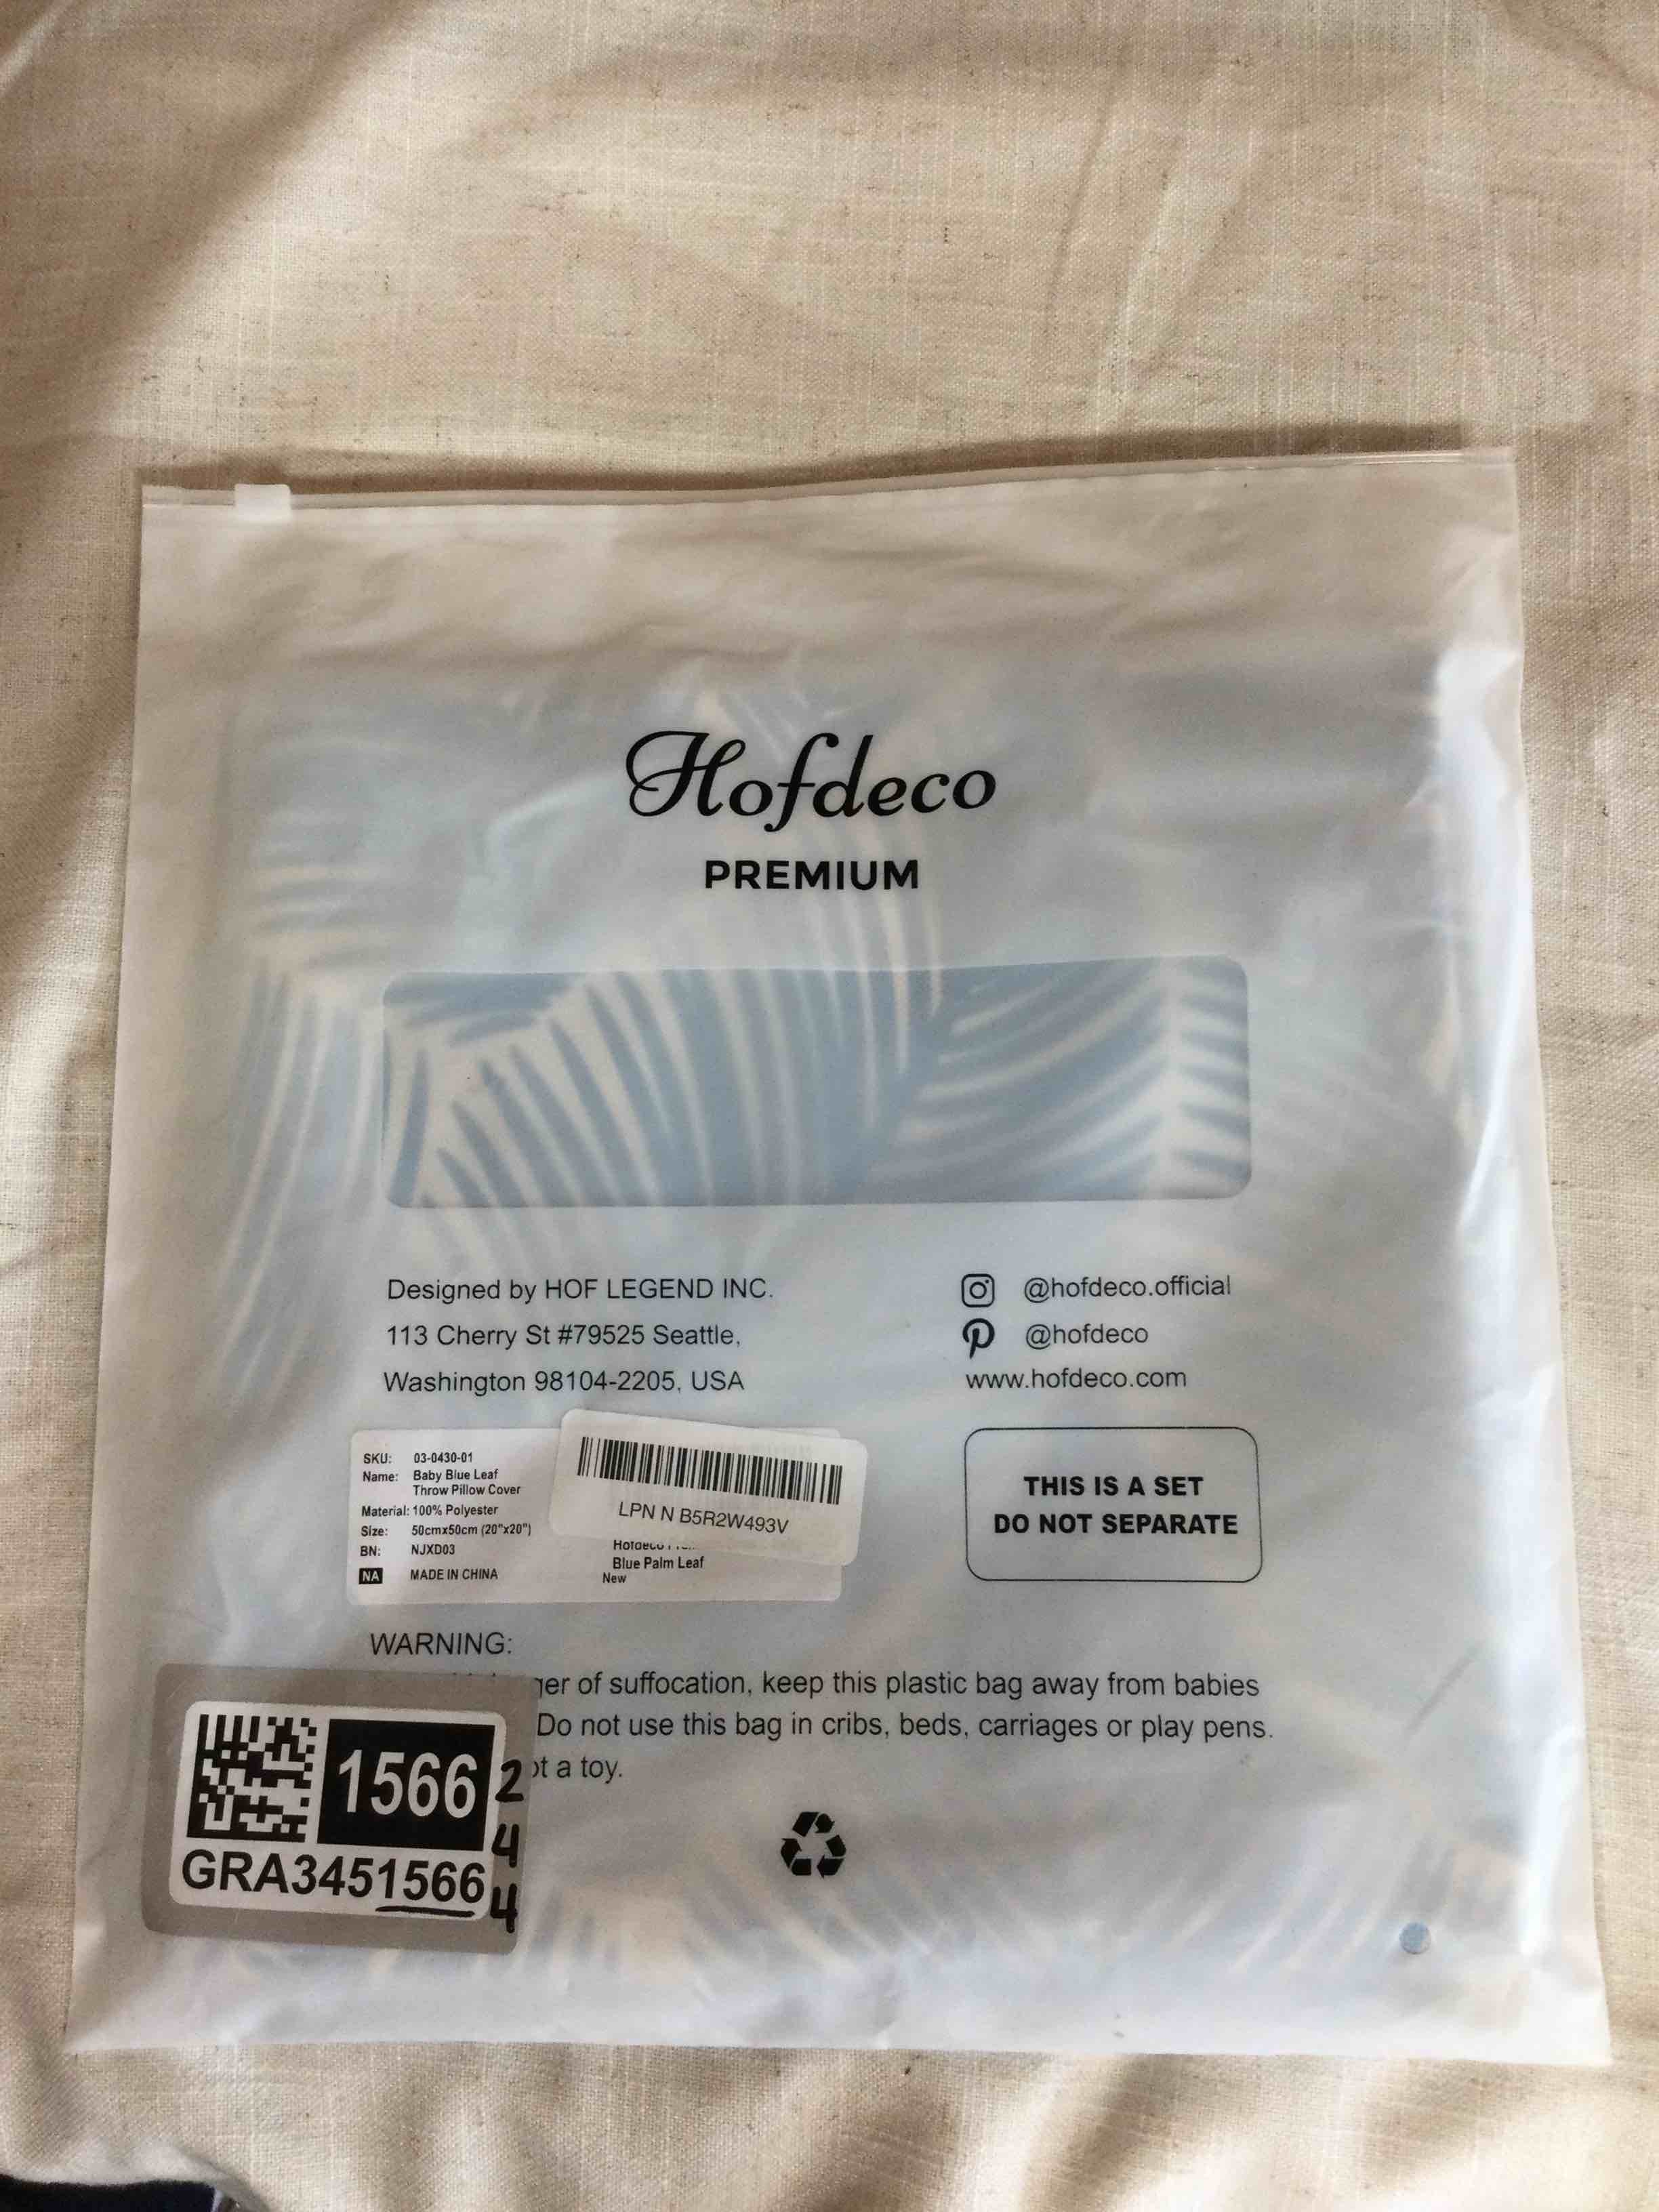 Hofdeco
PREMIUM
Designed by HOF LEGEND INC.
113 Cherry St #79525 Seattle,
Washington 98104-2205, USA
@hofdeco.official
@hofdeco
www.hofdeco.com
SKU: 03-0430-01
Name: Baby Blue Leaf
Throw Pillow Cover
Material: 100% Polyester
Size: 50cmx50cm (20"x20")
BN: NJXD03
NA MADE IN CHINA
LPN N B5R2W493V
Blue Palm Leaf
New
THIS IS A SET
DO NOT SEPARATE
WARNING:
of suffocation, keep this plastic bag away from babies
Do not use this bag in cribs, beds, carriages or play pens.
a toy.
1566
GRA3451566
2
4
4